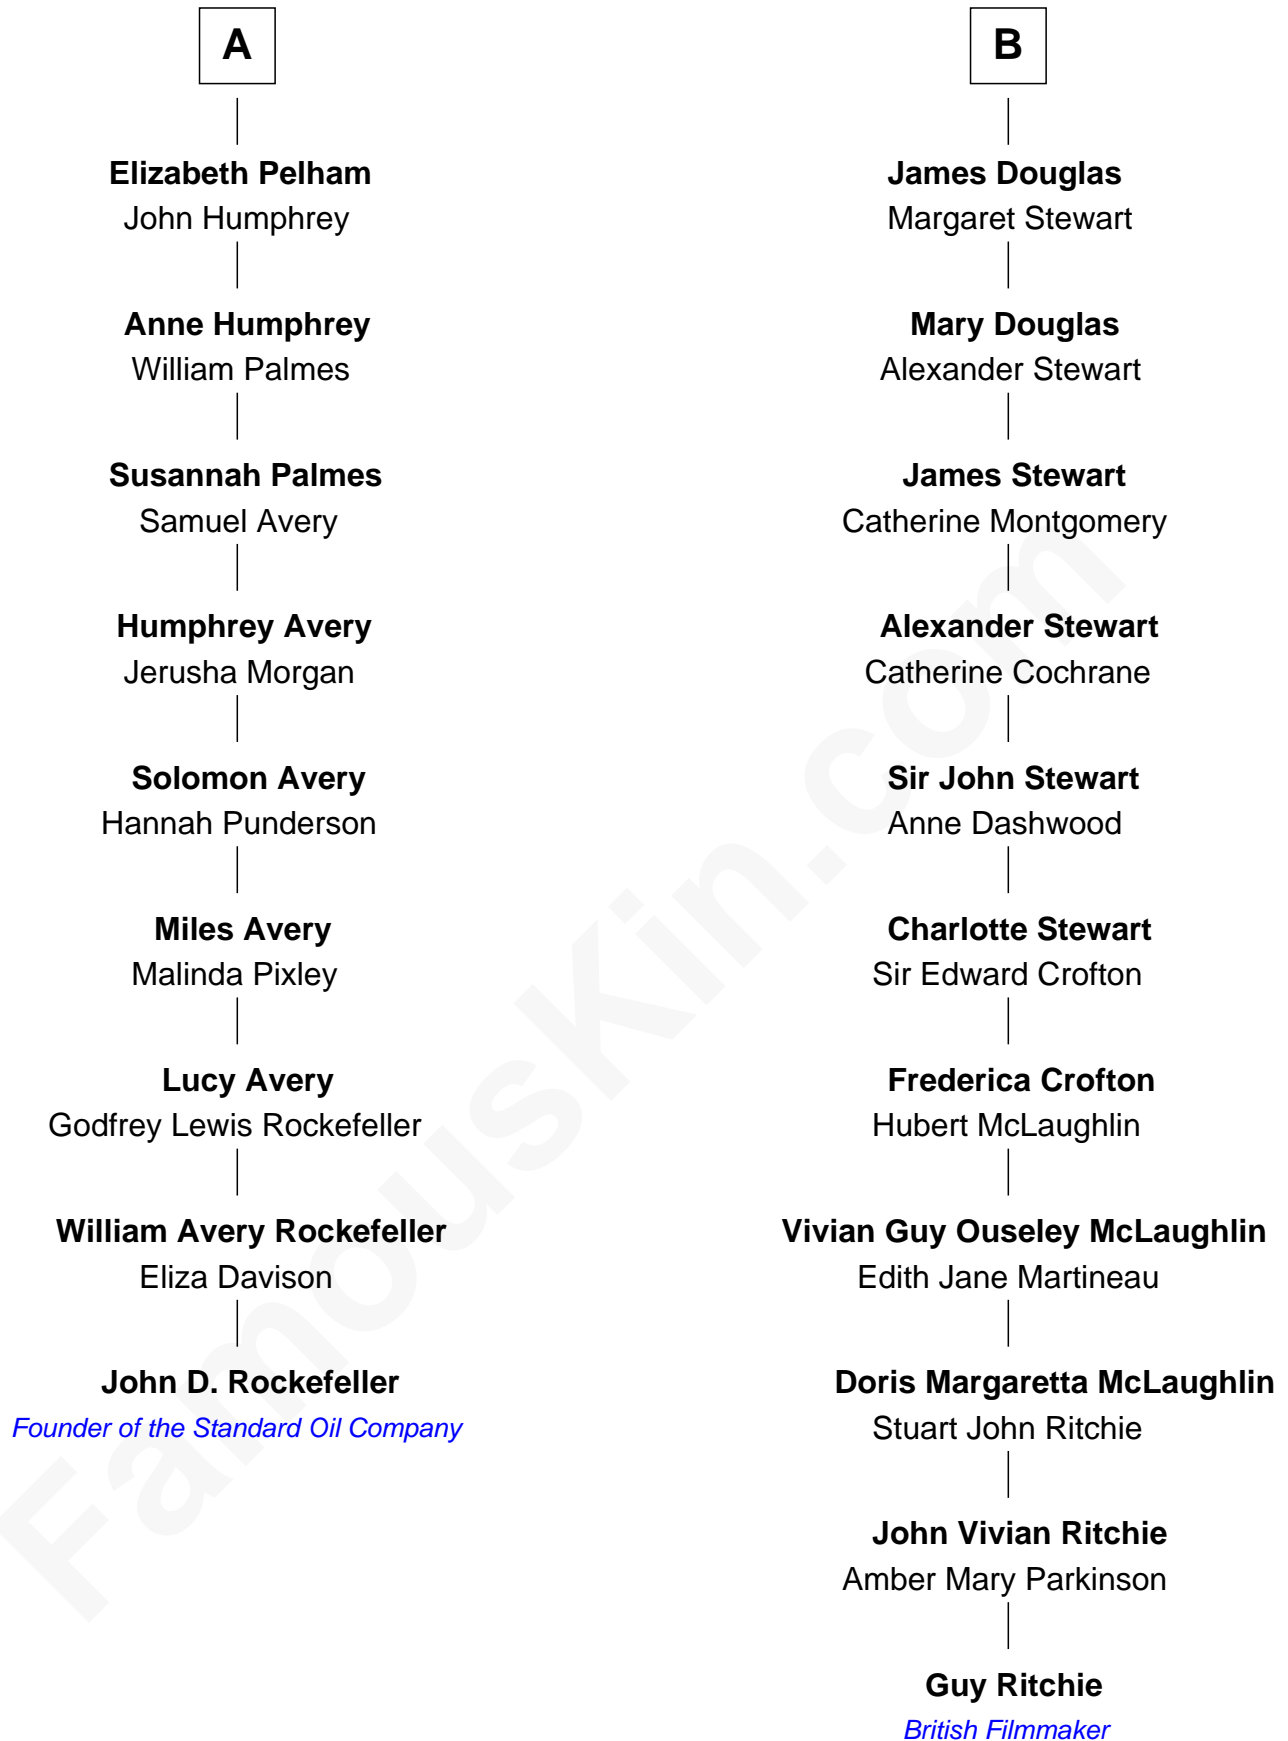 A
Elizabeth Pelham
John Humphrey
Anne Humphrey
William Palmes
Susannah Palmes
Samuel Avery
Humphrey Avery
Jerusha Morgan
Solomon Avery
Hannah Punderson
Miles Avery
Malinda Pixley
Lucy Avery
Godfrey Lewis Rockefeller
William Avery Rockefeller
Eliza Davison
John D. Rockefeller
Founder of the Standard Oil Company
B
James Douglas
Margaret Stewart
Mary Douglas
Alexander Stewart
James Stewart
Catherine Montgomery
Alexander Stewart
Catherine Cochrane
Sir John Stewart
Anne Dashwood
Charlotte Stewart
Sir Edward Crofton
Frederica Crofton
Hubert McLaughlin
Vivian Guy Ouseley McLaughlin
Edith Jane Martineau
Doris Margaretta McLaughlin
Stuart John Ritchie
John Vivian Ritchie
Amber Mary Parkinson
Guy Ritchie
British Filmmaker
FamousKin.com